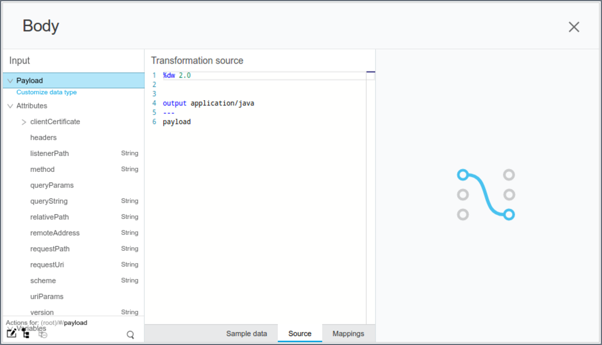 Body
Input
Payload
Customize data type
Attributes
clientCertificate
headers
listenerPath String
method String
queryParams
queryString String
relativePath String
remoteAddress String
requestPath String
requestUri String
scheme String
uriParams
version String
Variables
Actions for: (root)/#/payload
Transformation source
1 %dw 2.0
2
3
4 output application/java
5 ---
6 payload
Sample data Source Mappings